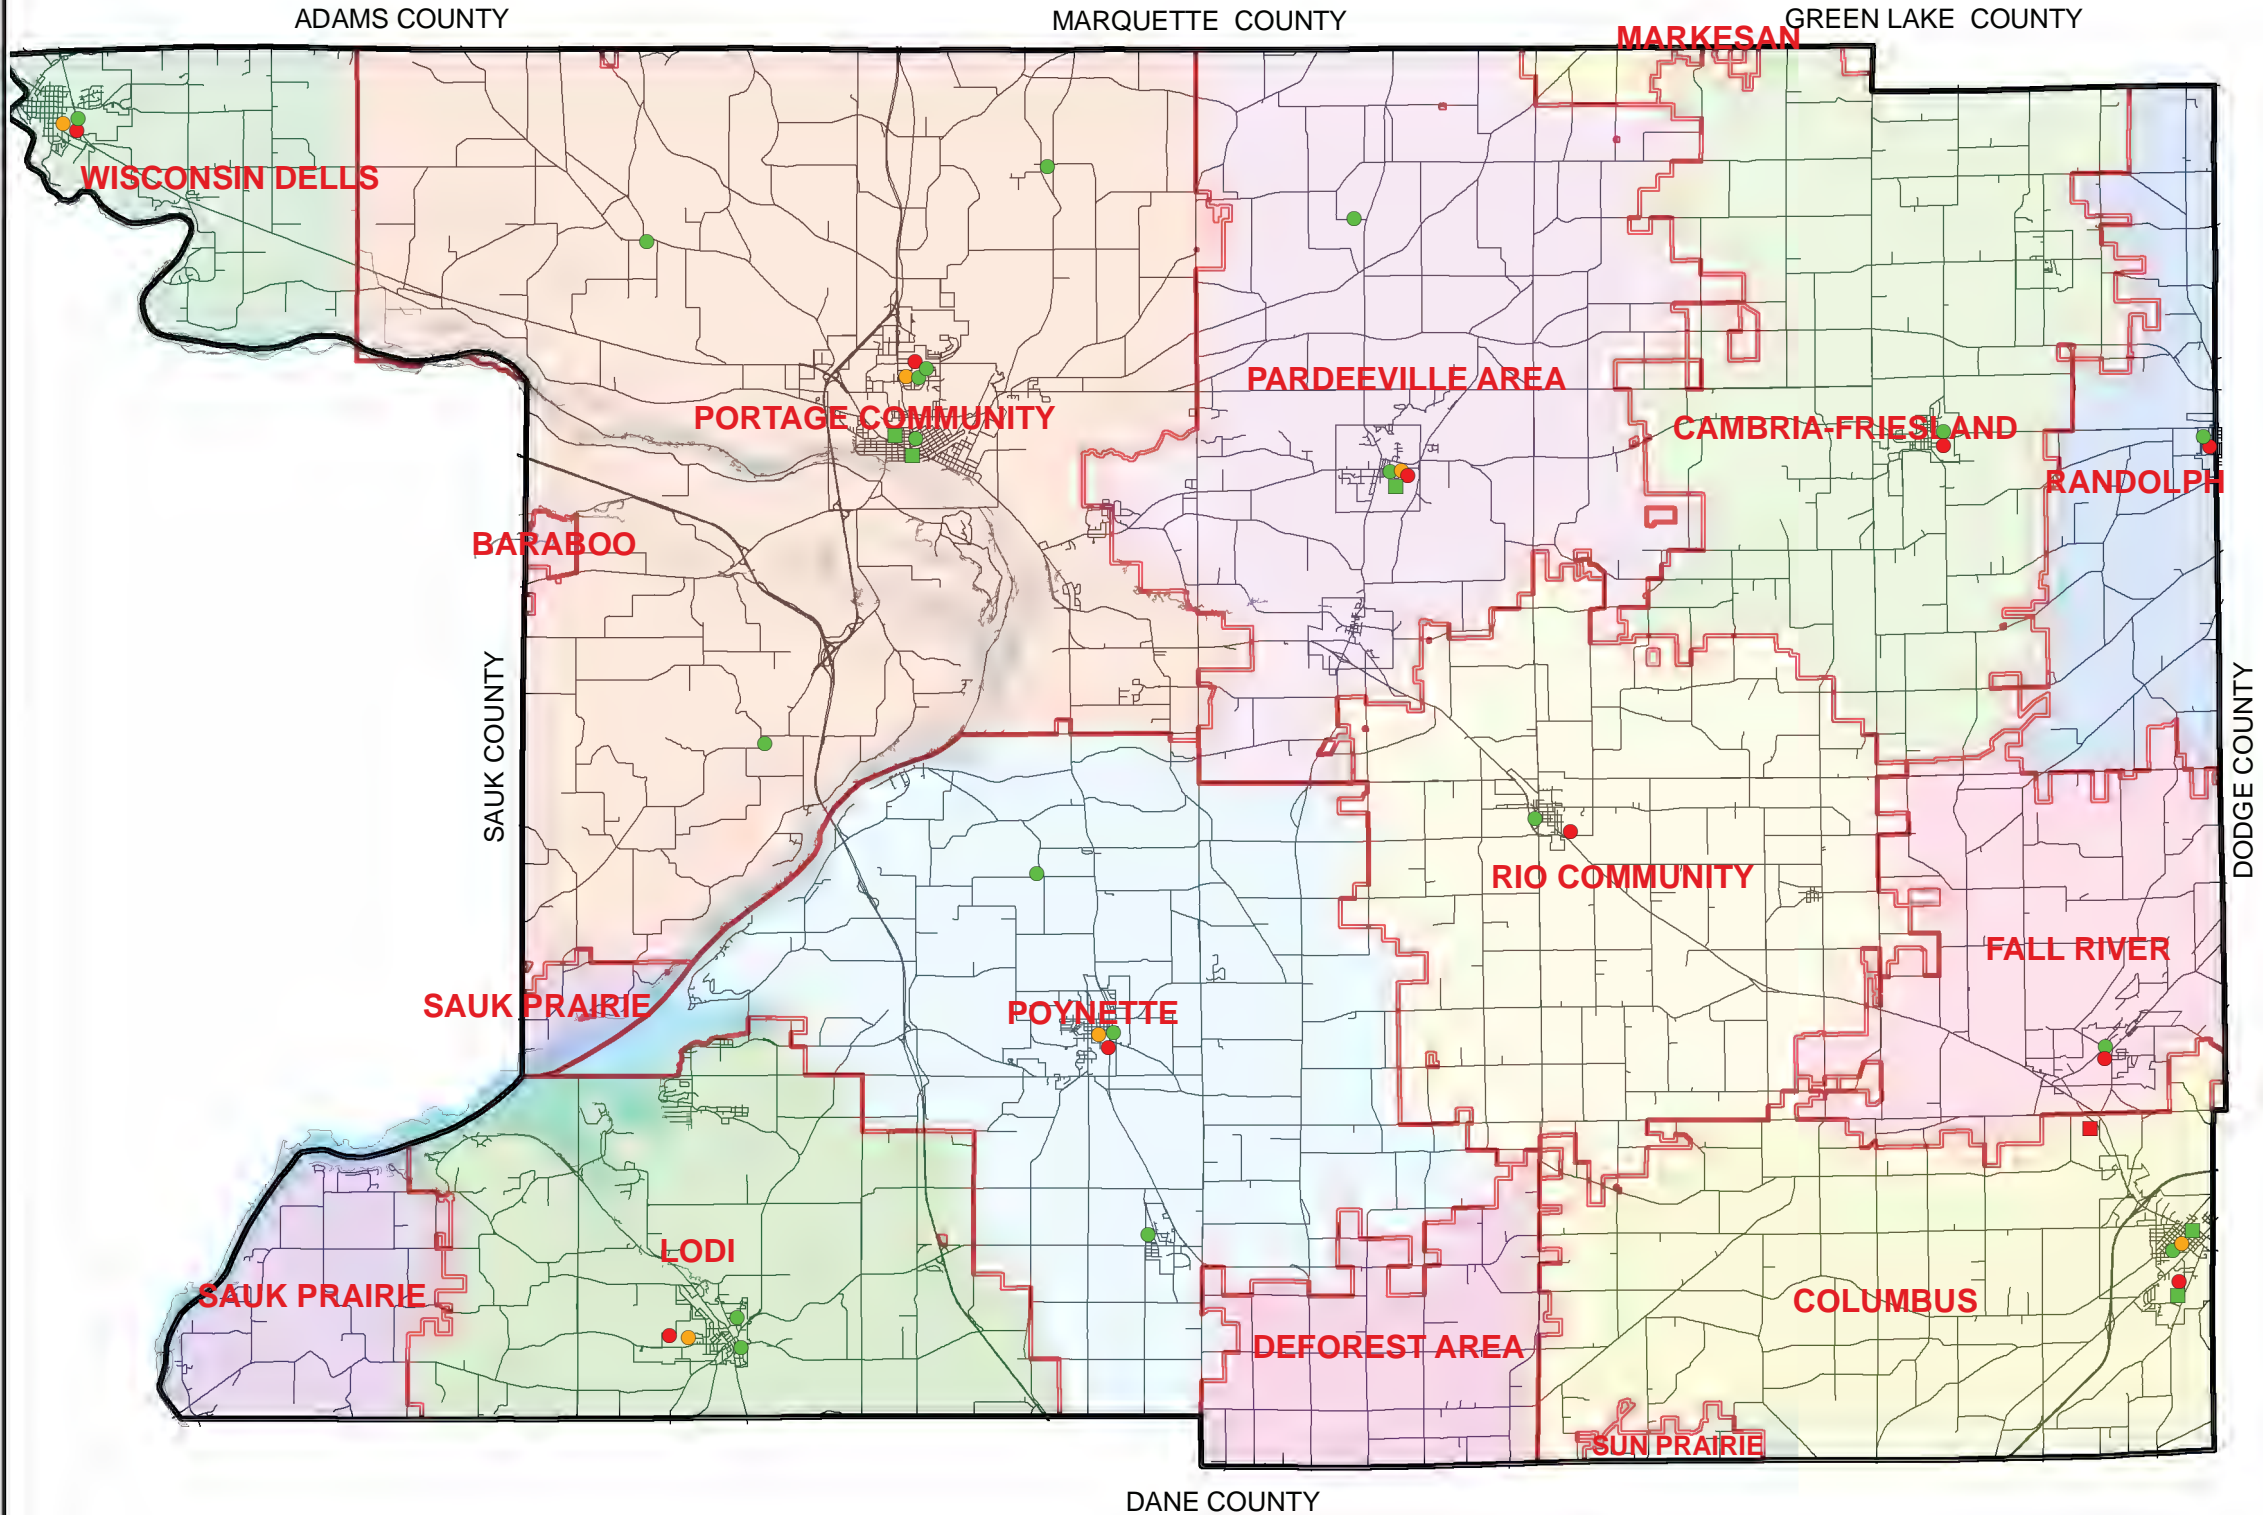 ADAMS COUNTY
MARQUETTE COUNTY
GREEN LAKE COUNTY
MARKESAN
WISCONSIN DELLS
PARDEEVILLE AREA
PORTAGE COMMUNITY
CAMBRIA-FRIESLAND
RANDOLPH
BARABOO
SAUK COUNTY
DODGE COUNTY
RIO COMMUNITY
FALL RIVER
SAUK PRAIRIE
POYNETTE
LODI
SAUK PRAIRIE
COLUMBUS
DEFOREST AREA
SUN PRAIRIE
DANE COUNTY